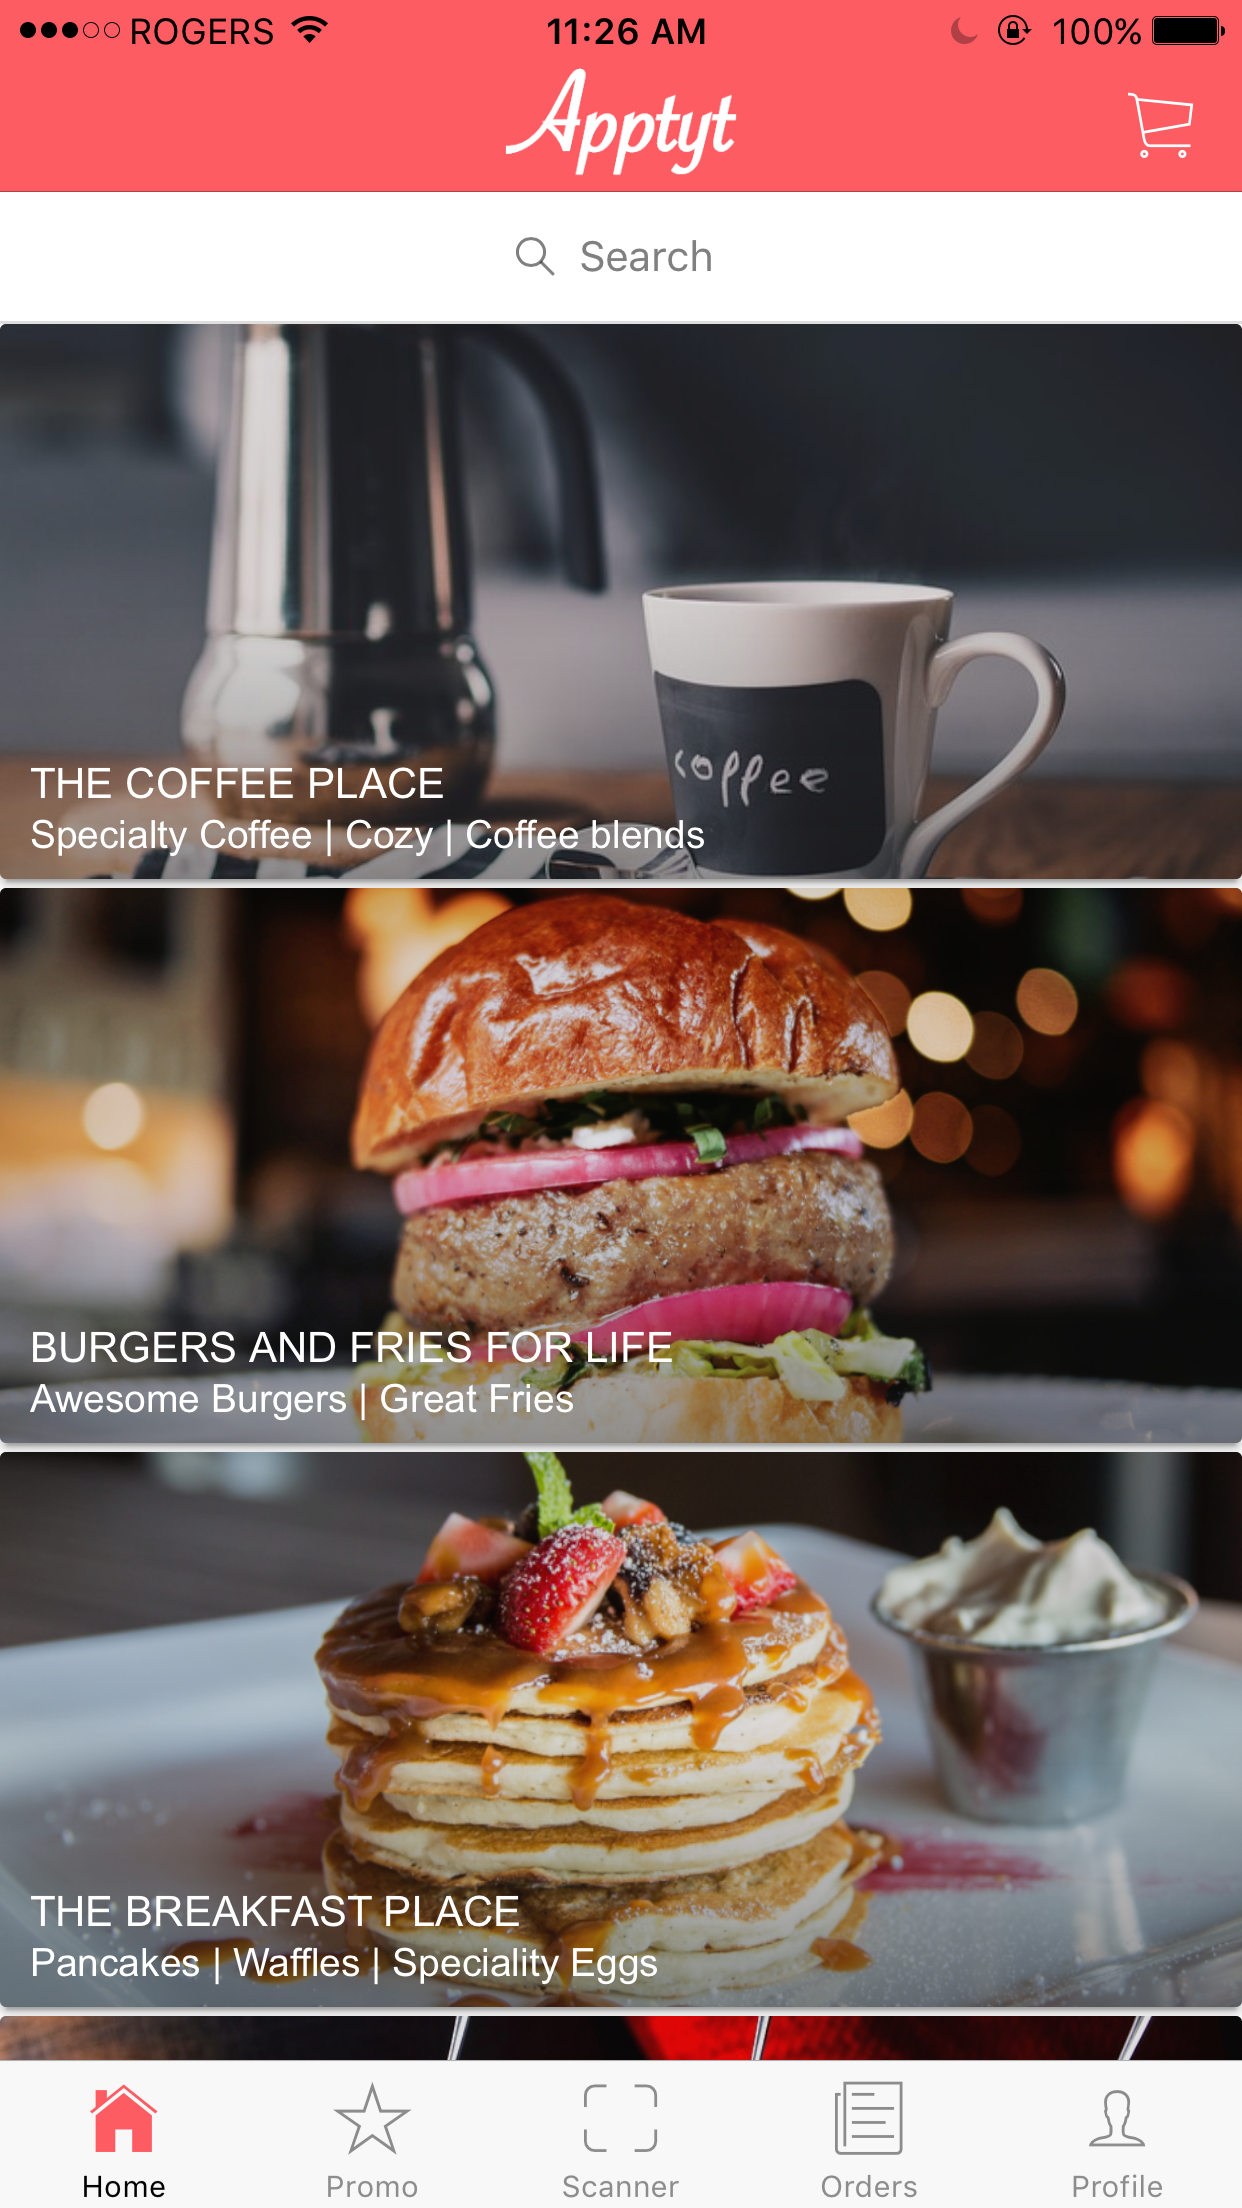 ROGERS 11:26 AM 100%
Apptyt
Search
coffee
THE COFFEE PLACE
Specialty Coffee | Cozy | Coffee blends
BURGERS AND FRIES FOR LIFE
Awesome Burgers | Great Fries
THE BREAKFAST PLACE
Pancakes | Waffles | Speciality Eggs
Home Promo Scanner Orders Profile